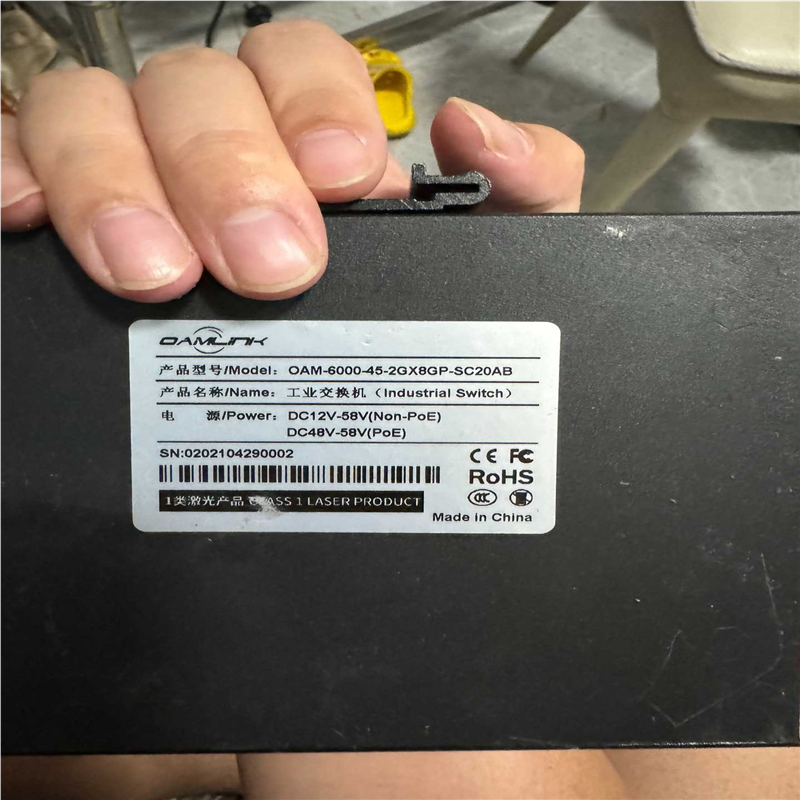 OAMLINK
产品型号/Model: OAM-6000-45-2GX8GP-SC20AB
产品名称/Name: 工业交换机（Industrial Switch）
电 源/Power: DC12V-58V(Non-PoE)
DC48V-58V(PoE)
SN:0202104290002
CE FC
RoHS
CCC
1类激光产品 CLASS 1 LASER PRODUCT
Made in China